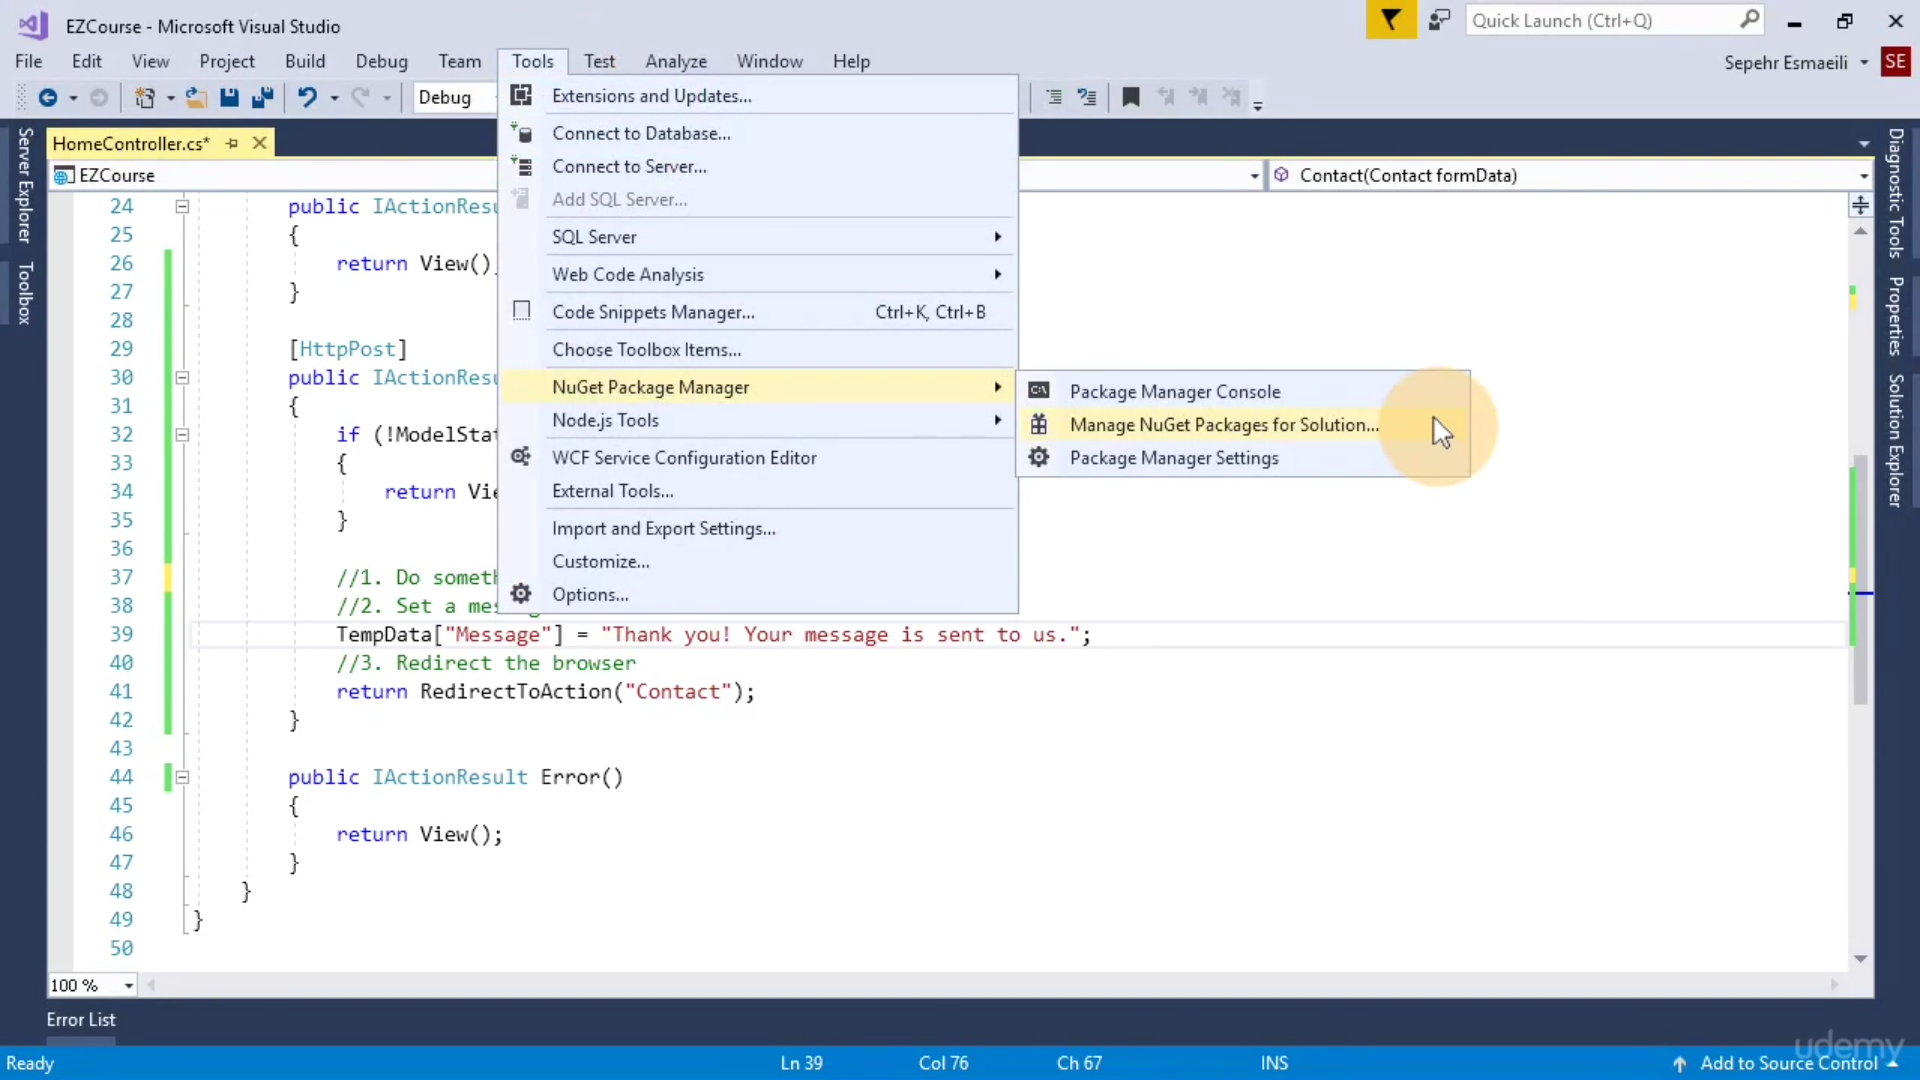 EZCourse - Microsoft Visual Studio
Quick Launch (Ctrl+Q)
File Edit View Project Build Debug Team Tools Test Analyze Window Help
Sepehr Esmaeili SE
Debug
Extensions and Updates...
Connect to Database...
Connect to Server...
Add SQL Server...
SQL Server
Web Code Analysis
Code Snippets Manager... Ctrl+K, Ctrl+B
Choose Toolbox Items...
NuGet Package Manager
Node.js Tools
WCF Service Configuration Editor
External Tools...
Import and Export Settings...
Customize...
Options...
Package Manager Console
Manage NuGet Packages for Solution...
Package Manager Settings
Server Explorer
Toolbox
Diagnostic Tools
Properties
Solution Explorer
HomeController.cs*
EZCourse
Contact(Contact formData)
24 public IActionResu
25 {
26 return View()
27 }
28
29 [HttpPost]
30 public IActionResu
31 {
32 if (!ModelStat
33 {
34 return Vie
35 }
36
37 //1. Do someth
38 //2. Set a mes
39 TempData["Message"] = "Thank you! Your message is sent to us.";
40 //3. Redirect the browser
41 return RedirectToAction("Contact");
42 }
43
44 public IActionResult Error()
45 {
46 return View();
47 }
48 }
49 }
50
100 %
Error List
Ready Ln 39 Col 76 Ch 67 INS Add to Source Control
udemy